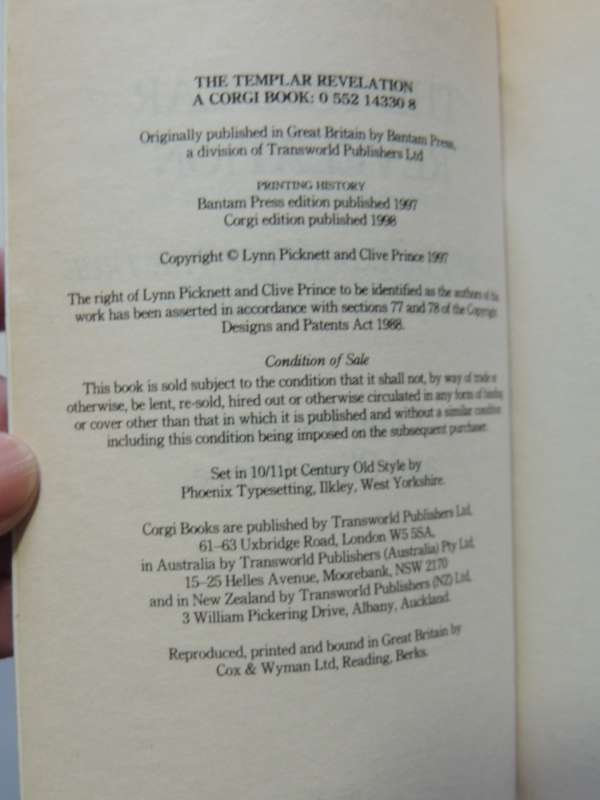 THE TEMPLAR REVELATION
A CORGI BOOK: 0 552 14330 8
Originally published in Great Britain by Bantam Press,
a division of Transworld Publishers Ltd
PRINTING HISTORY
Bantam Press edition published 1997
Corgi edition published 1998
Copyright © Lynn Picknett and Clive Prince 1997
The right of Lynn Picknett and Clive Prince to be identified as the authors of this
work has been asserted in accordance with sections 77 and 78 of the Copyright
Designs and Patents Act 1988.
Condition of Sale
This book is sold subject to the condition that it shall not, by way of trade or
otherwise, be lent, re-sold, hired out or otherwise circulated in any form of binding
or cover other than that in which it is published and without a similar condition
including this condition being imposed on the subsequent purchaser.
Set in 10/11pt Century Old Style by
Phoenix Typesetting, Ilkley, West Yorkshire.
Corgi Books are published by Transworld Publishers Ltd,
61–63 Uxbridge Road, London W5 5SA,
in Australia by Transworld Publishers (Australia) Pty Ltd,
15–25 Helles Avenue, Moorebank, NSW 2170
and in New Zealand by Transworld Publishers (NZ) Ltd,
3 William Pickering Drive, Albany, Auckland.
Reproduced, printed and bound in Great Britain by
Cox & Wyman Ltd, Reading, Berks.